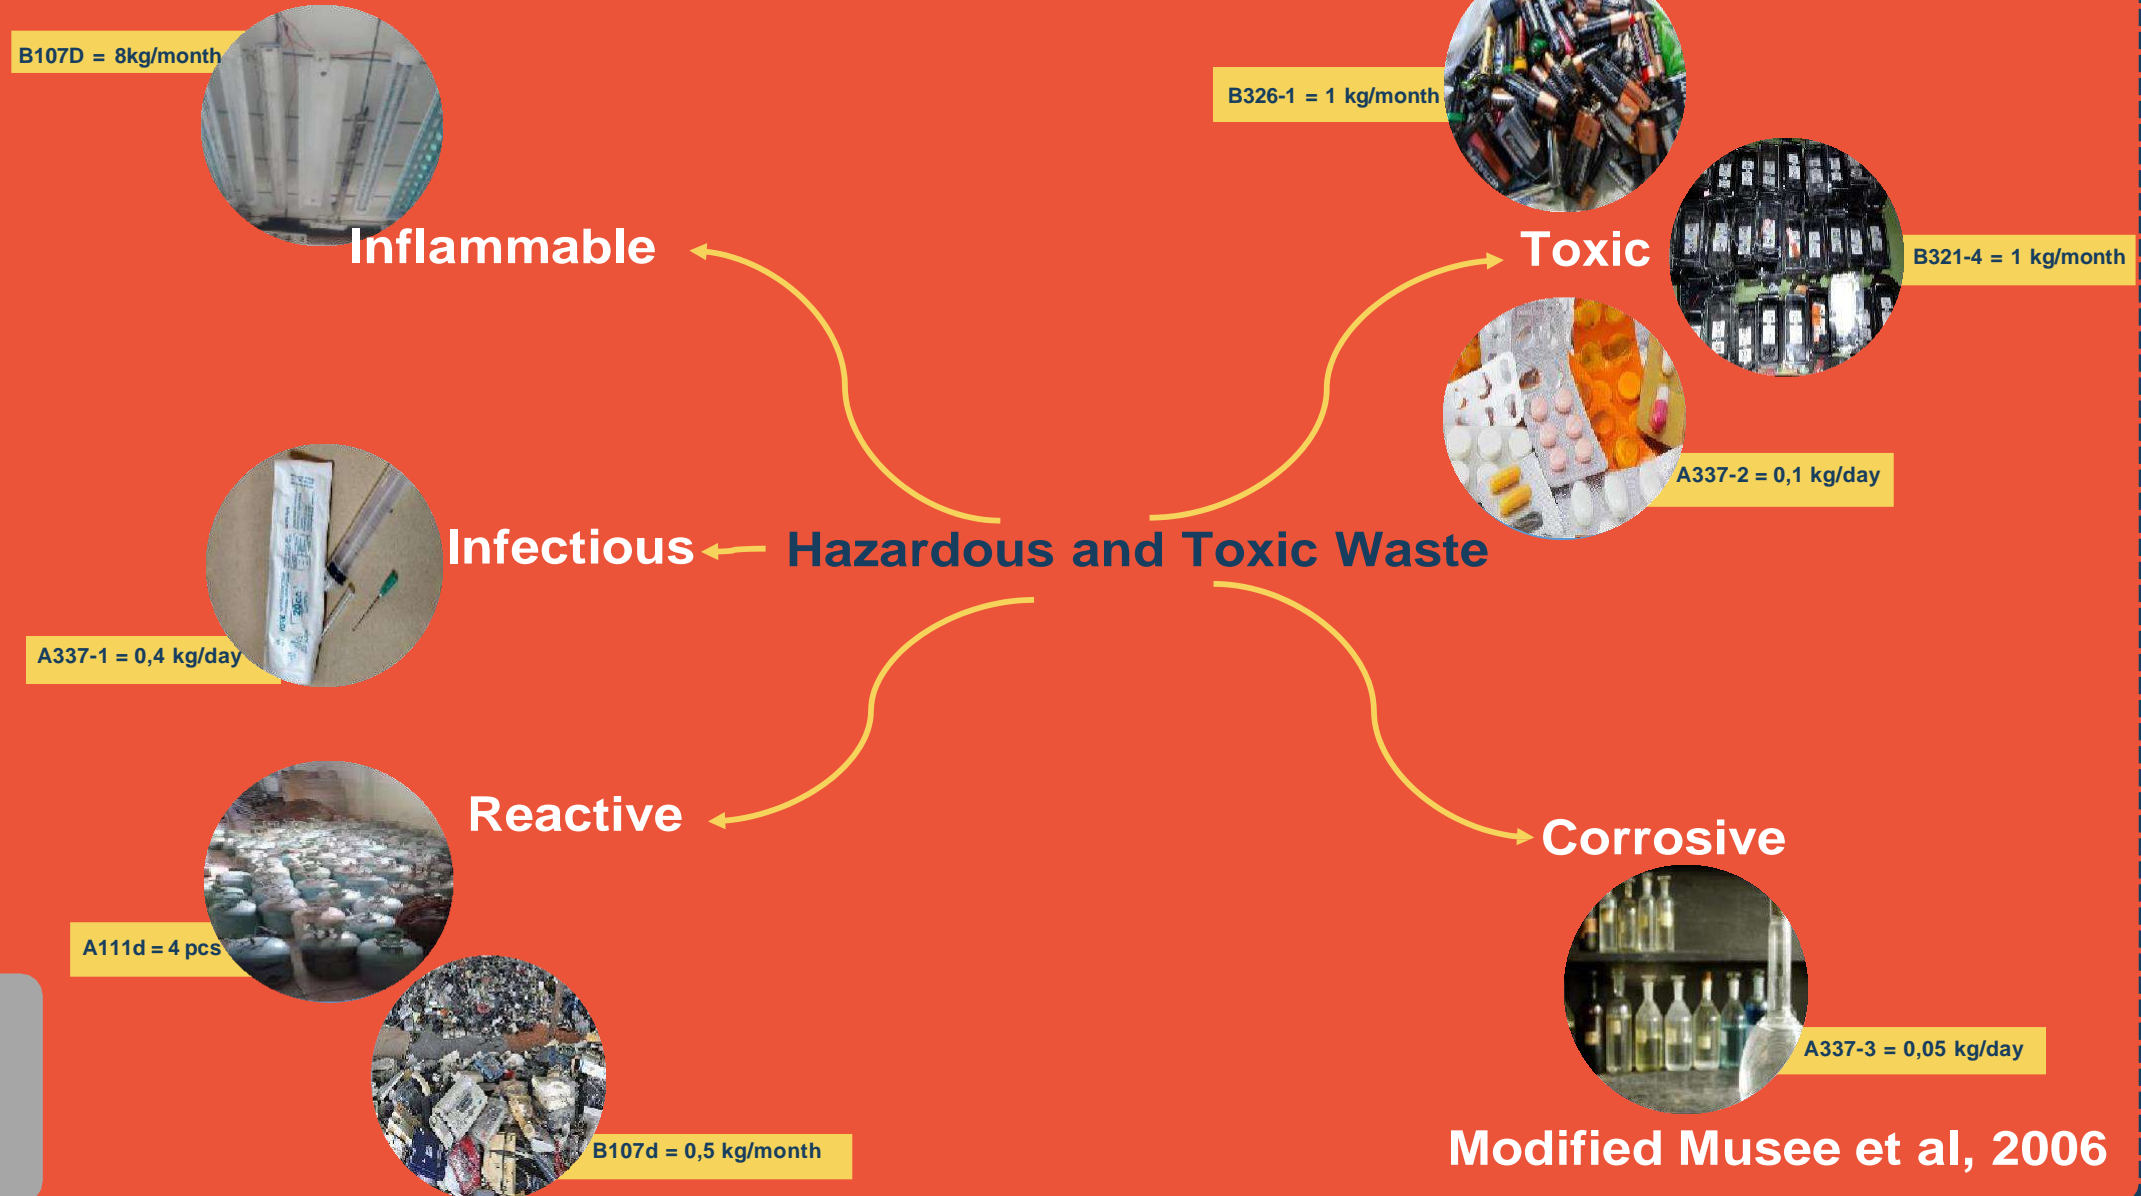 B107D = 8kg/month
Inflammable
B326-1 = 1 kg/month
Toxic
B321-4 = 1 kg/month
A337-2 = 0,1 kg/day
Infectious
Hazardous and Toxic Waste
A337-1 = 0,4 kg/day
Reactive
A111d = 4 pcs
B107d = 0,5 kg/month
Corrosive
A337-3 = 0,05 kg/day
Modified Musee et al, 2006